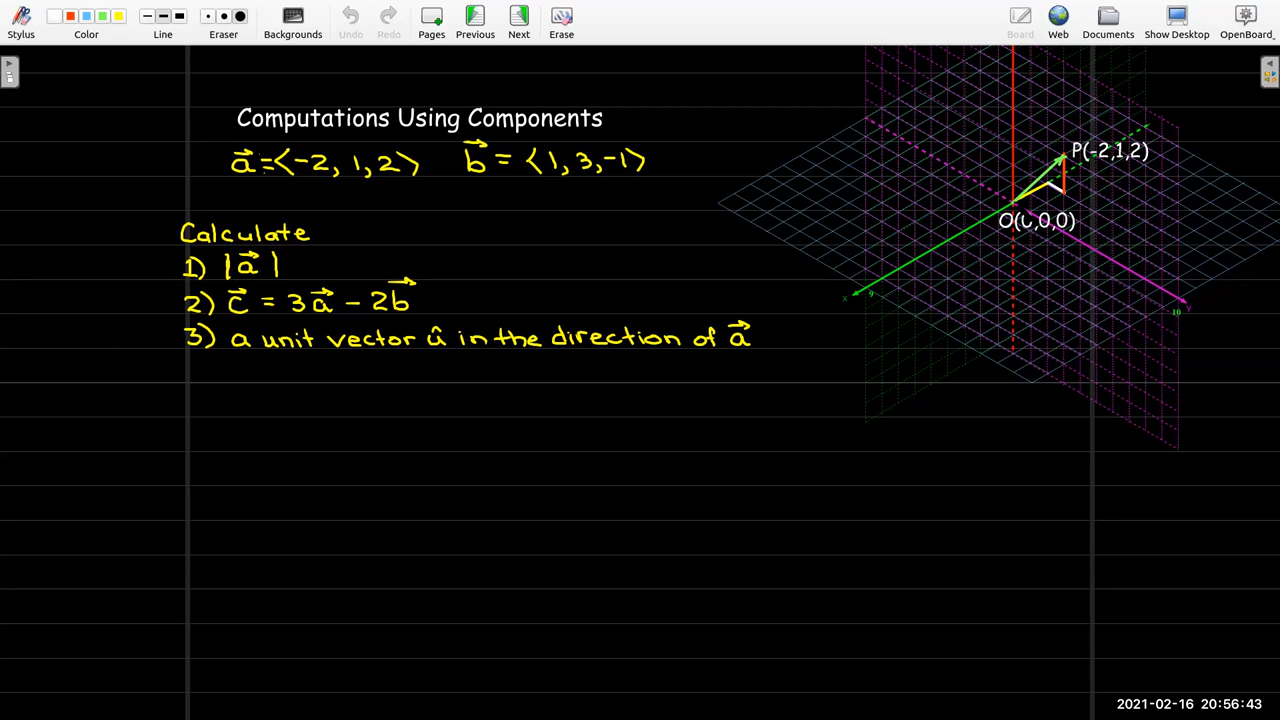 Stylus Color Line Eraser Backgrounds Undo Redo Pages Previous Next Erase Board Web Documents Show Desktop OpenBoard
Computations Using Components
a⃗=⟨-2, 1, 2⟩ b⃗ = ⟨1, 3, -1⟩
P(-2,1,2)
O(0,0,0)
Calculate
1) |a⃗|
2) c⃗ = 3a⃗ - 2b⃗
x 9
y
10
3) a unit vector û in the direction of a⃗
2021-02-16 20:56:43